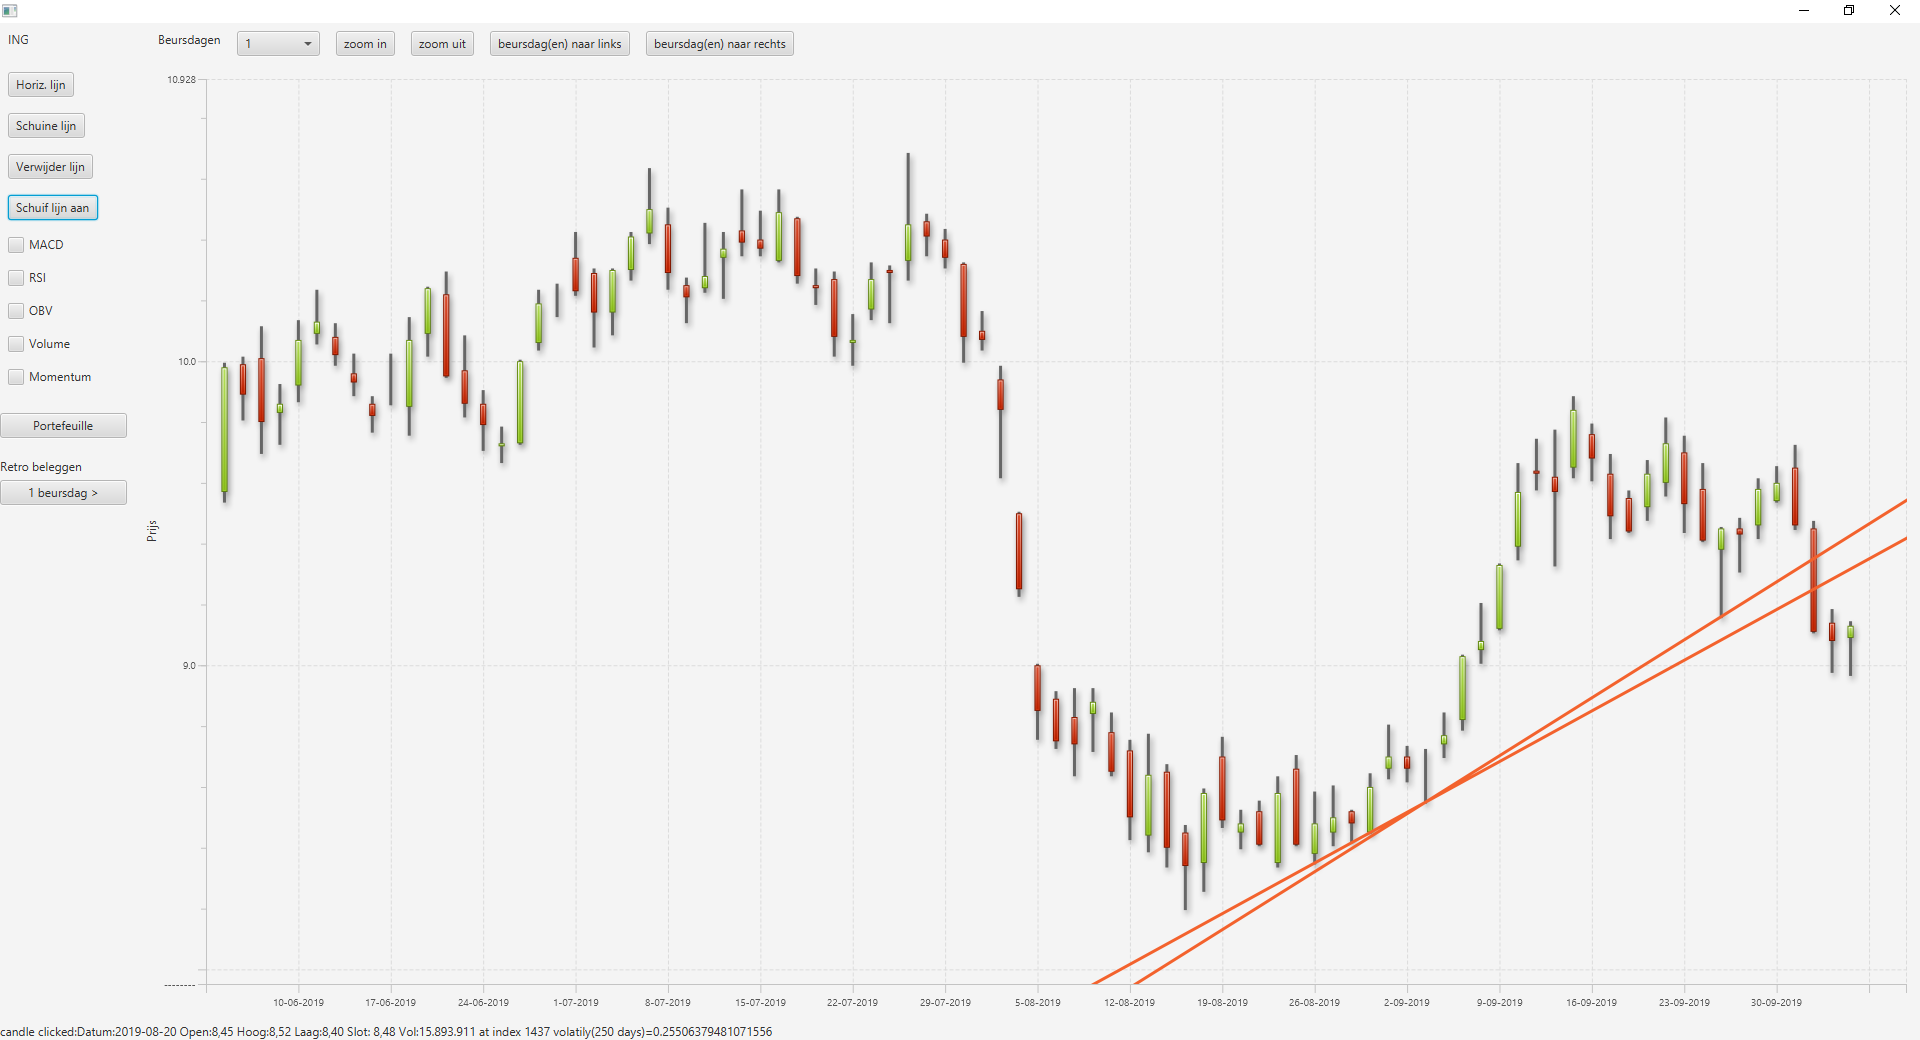 ING
Beursdagen
1
zoom in
zoom uit
beursdag(en) naar links
beursdag(en) naar rechts
Horiz. lijn
Schuine lijn
Verwijder lijn
Schuif lijn aan
MACD
RSI
OBV
Volume
Momentum
Portefeuille
Retro beleggen
1 beursdag >
Prijs
10.928
10.0
9.0
--------
10-06-2019
17-06-2019
24-06-2019
1-07-2019
8-07-2019
15-07-2019
22-07-2019
29-07-2019
5-08-2019
12-08-2019
19-08-2019
26-08-2019
2-09-2019
9-09-2019
16-09-2019
23-09-2019
30-09-2019
candle clicked:Datum:2019-08-20 Open:8,45 Hoog:8,52 Laag:8,40 Slot: 8,48 Vol:15.893.911 at index 1437 volatily(250 days)=0.25506379481071556